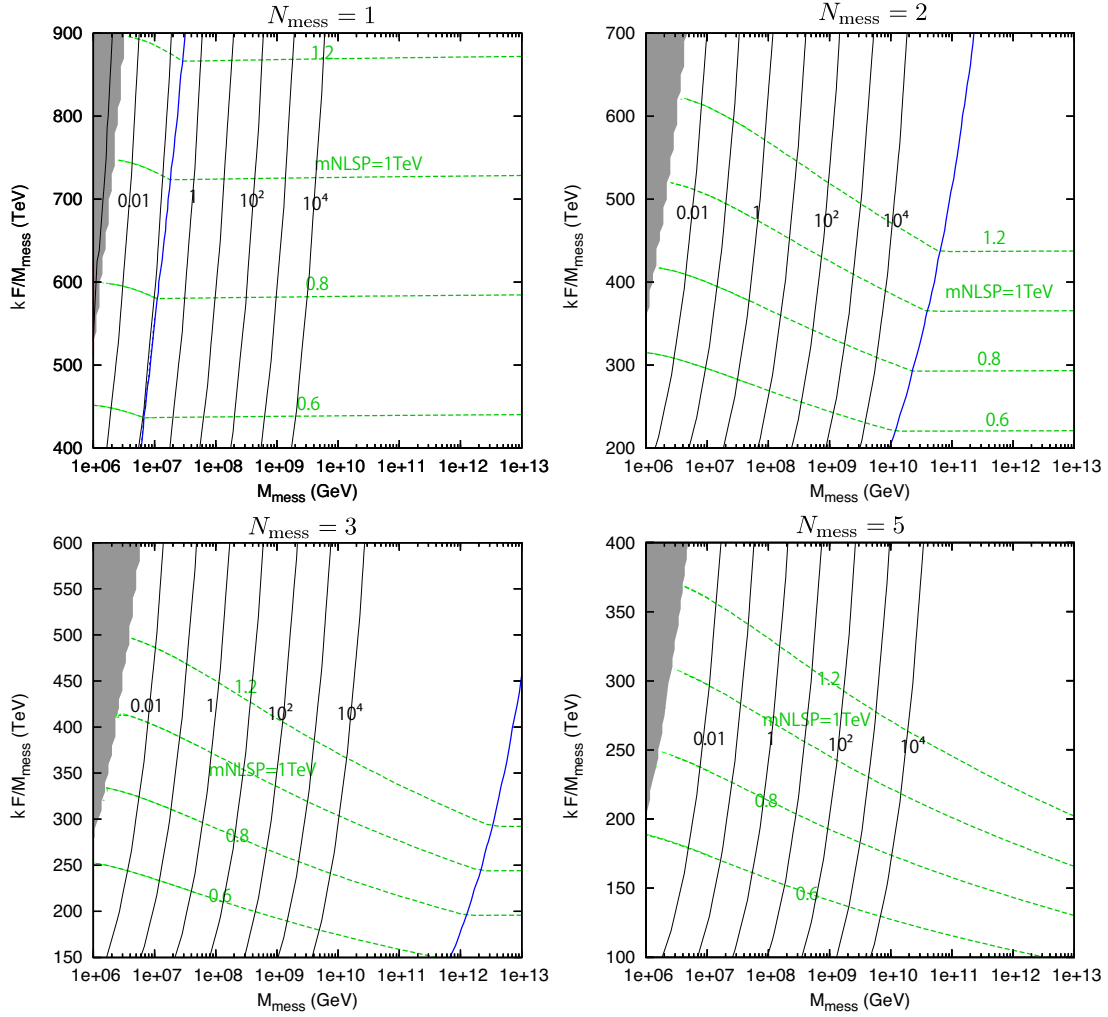 N_mess = 1
900
800
700
600
500
400
kF/M_mess (TeV)
1.2
mNLSP=1TeV
0.01
1
10²
10⁴
0.8
0.6
1e+06 1e+07 1e+08 1e+09 1e+10 1e+11 1e+12 1e+13
M_mess (GeV)
N_mess = 2
700
600
500
400
300
200
kF/M_mess (TeV)
0.01
1
10²
10⁴
1.2
mNLSP=1TeV
0.8
0.6
1e+06 1e+07 1e+08 1e+09 1e+10 1e+11 1e+12 1e+13
M_mess (GeV)
N_mess = 3
600
550
500
450
400
350
300
250
200
150
kF/M_mess (TeV)
1.2
0.01
1
10²
10⁴
mNLSP=1TeV
0.8
0.6
1e+06 1e+07 1e+08 1e+09 1e+10 1e+11 1e+12 1e+13
M_mess (GeV)
N_mess = 5
400
350
300
250
200
150
100
kF/M_mess (TeV)
1.2
mNLSP=1TeV
0.01
1
10²
10⁴
0.8
0.6
1e+06 1e+07 1e+08 1e+09 1e+10 1e+11 1e+12 1e+13
M_mess (GeV)